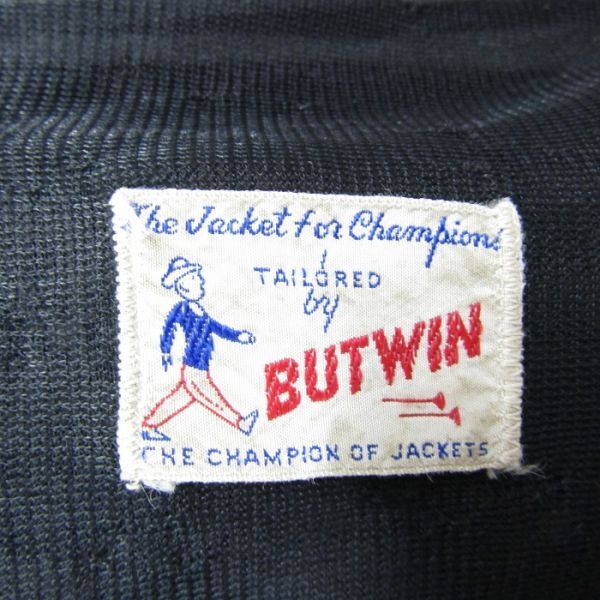 The Jacket for Champions
TAILORED
by
BUTWIN
THE CHAMPION OF JACKETS